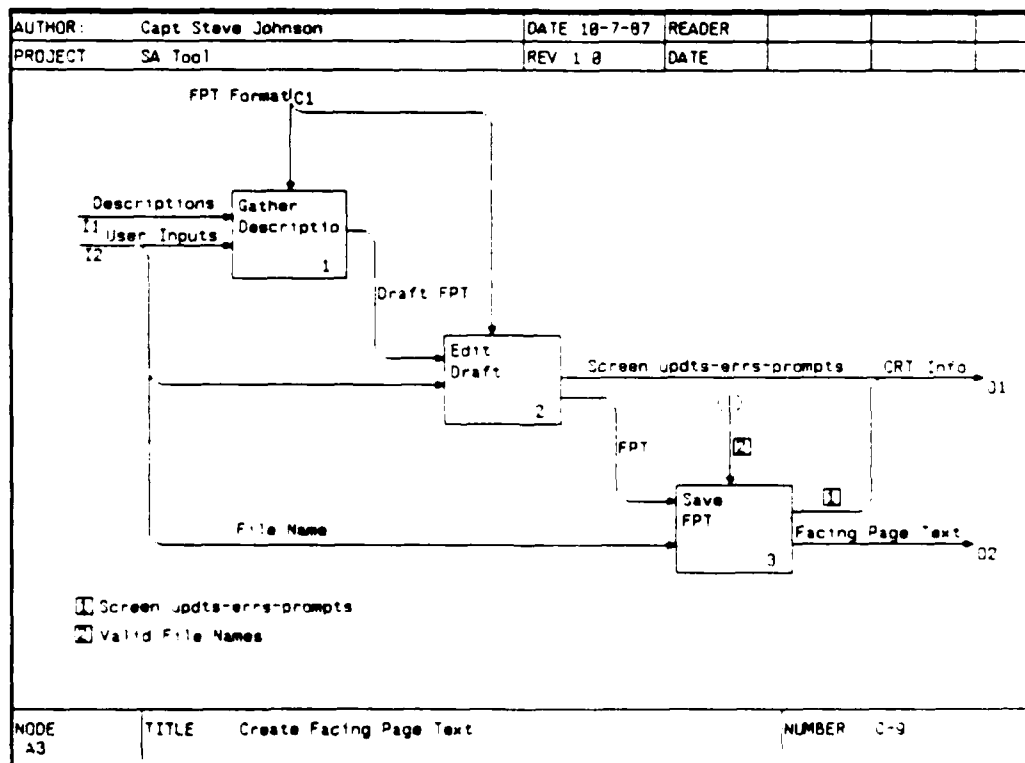 AUTHOR: Capt Steve Johnson DATE 10-7-87 READER
PROJECT SA Tool REV 1 0 DATE
FPT Format C1
Descriptions
I1
User Inputs
I2
Gather
Descriptio
1
Draft FPT
Edit
Draft
2
Screen updts-errs-prompts
CRT Info
O1
FPT
2
Save
FPT
3
1
Facing Page Text
O2
File Name
1 Screen updts-errs-prompts
2 Valid File Names
NODE TITLE Create Facing Page Text NUMBER C-9
A3